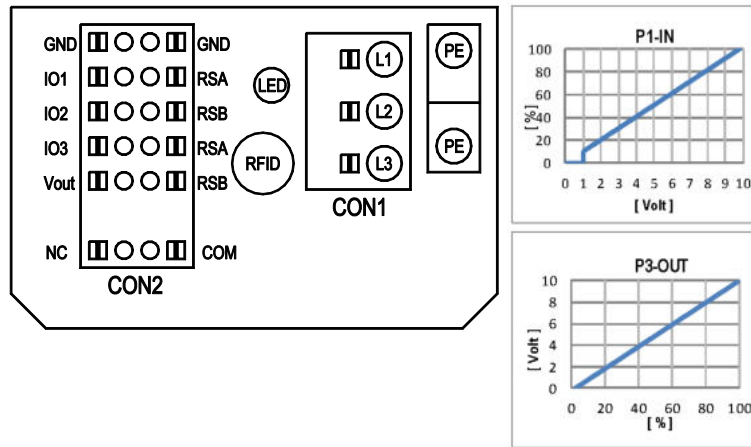 GND GND
IO1 RSA
IO2 RSB
IO3 RSA
Vout RSB
NC COM
CON2
LED
RFID
L1
L2
L3
CON1
PE
PE
P1-IN
[ % ]
100
80
60
40
20
0
0 1 2 3 4 5 6 7 8 9 10
[ Volt ]
P3-OUT
[ Volt ]
10
8
6
4
2
0
0 20 40 60 80 100
[ % ]